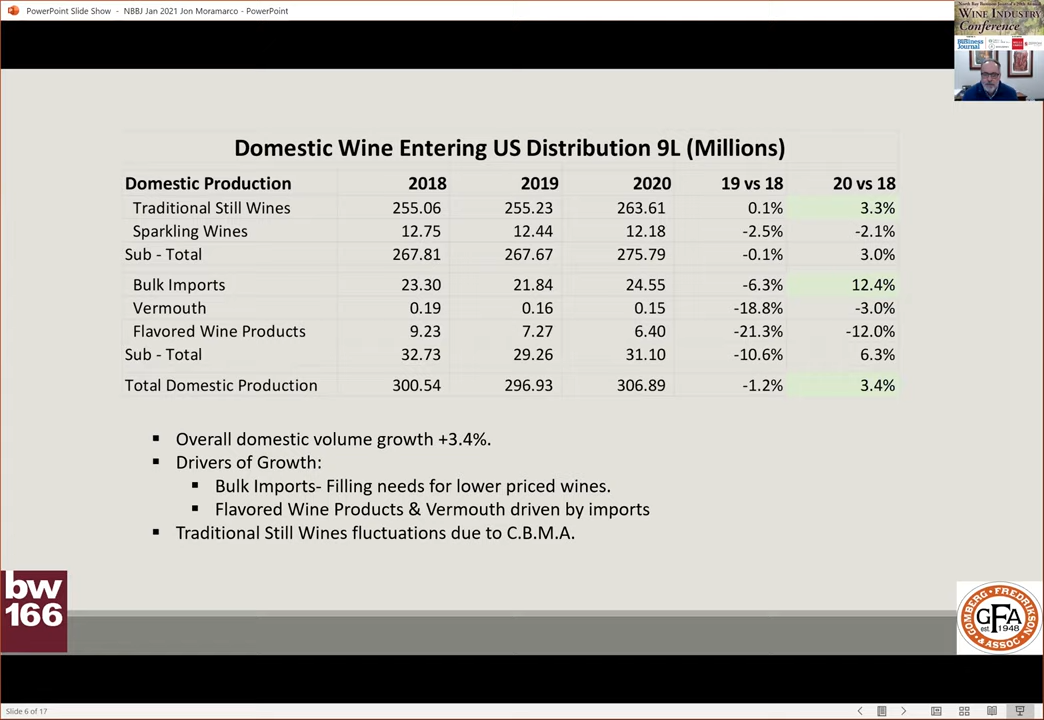 PowerPoint Slide Show - NBBJ Jan 2021 Jon Moramarco - PowerPoint
WINE INDUSTRY
Conference
Business
Journal
Domestic Wine Entering US Distribution 9L (Millions)
Domestic Production 2018 2019 2020 19 vs 18 20 vs 18
Traditional Still Wines 255.06 255.23 263.61 0.1% 3.3%
Sparkling Wines 12.75 12.44 12.18 -2.5% -2.1%
Sub - Total 267.81 267.67 275.79 -0.1% 3.0%
Bulk Imports 23.30 21.84 24.55 -6.3% 12.4%
Vermouth 0.19 0.16 0.15 -18.8% -3.0%
Flavored Wine Products 9.23 7.27 6.40 -21.3% -12.0%
Sub - Total 32.73 29.26 31.10 -10.6% 6.3%
Total Domestic Production 300.54 296.93 306.89 -1.2% 3.4%
▪ Overall domestic volume growth +3.4%.
▪ Drivers of Growth:
▪ Bulk Imports- Filling needs for lower priced wines.
▪ Flavored Wine Products & Vermouth driven by imports
▪ Traditional Still Wines fluctuations due to C.B.M.A.
bw
166
GOMBERG · FREDRIKSON
GFA
est. 1948
& ASSOC
Slide 6 of 17